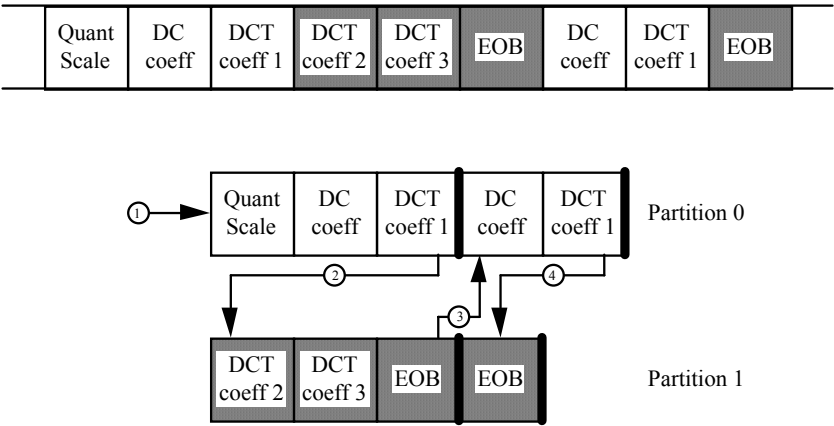 Quant Scale
DC coeff
DCT coeff 1
DCT coeff 2
DCT coeff 3
EOB
DC coeff
DCT coeff 1
EOB
1
Quant Scale
DC coeff
DCT coeff 1
DC coeff
DCT coeff 1
Partition 0
2
3
4
DCT coeff 2
DCT coeff 3
EOB
EOB
Partition 1